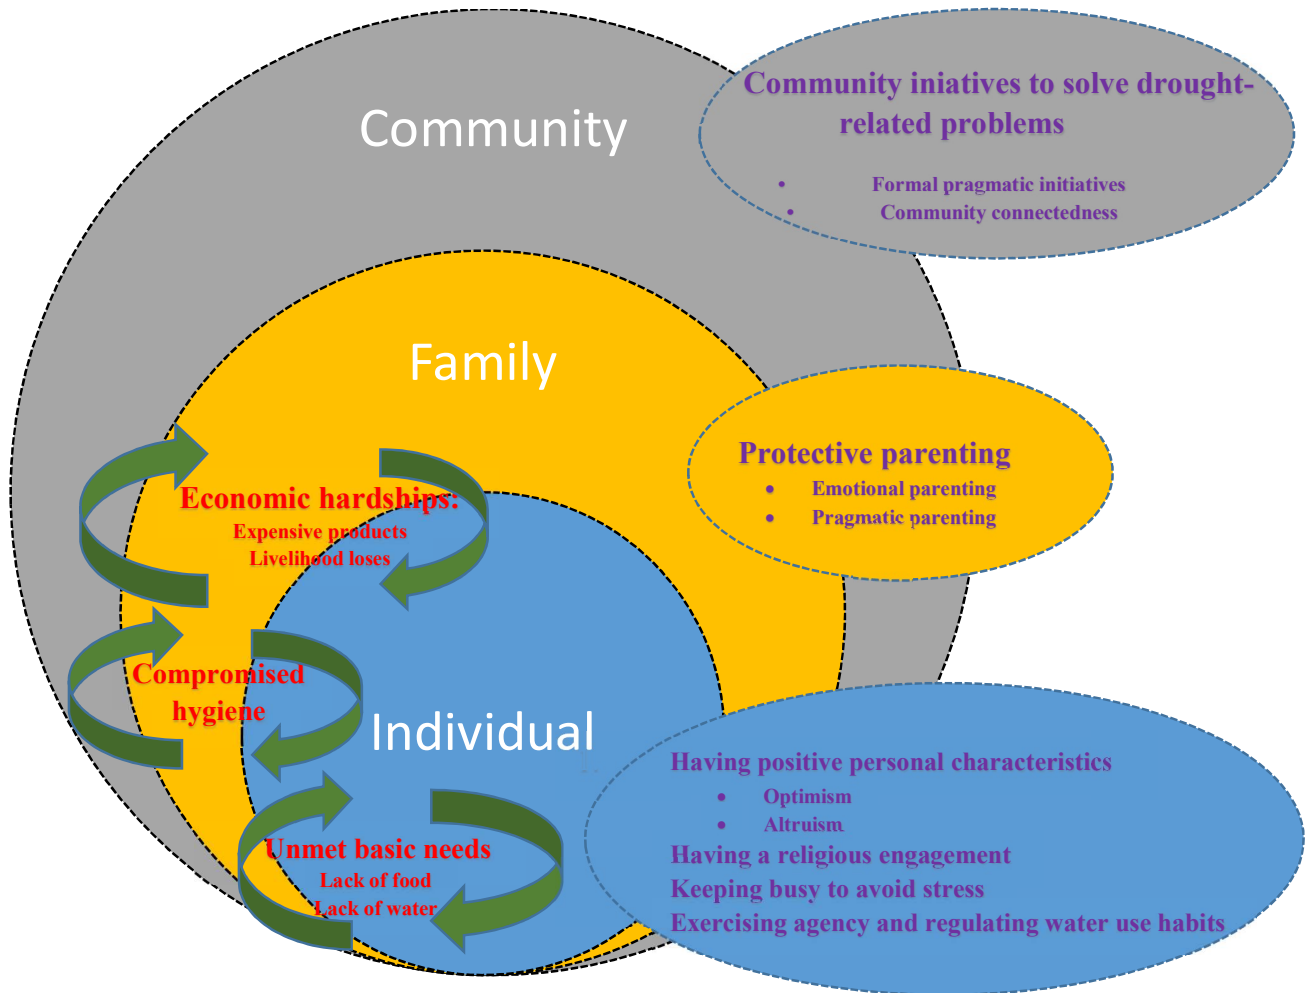 Community
Community iniatives to solve drought-
related problems
• Formal pragmatic initiatives
• Community connectedness
Family
Protective parenting
• Emotional parenting
• Pragmatic parenting
Economic hardships:
Expensive products
Livelihood loses
Compromised
hygiene
Individual
Unmet basic needs
Lack of food
Lack of water
Having positive personal characteristics
• Optimism
• Altruism
Having a religious engagement
Keeping busy to avoid stress
Exercising agency and regulating water use habits